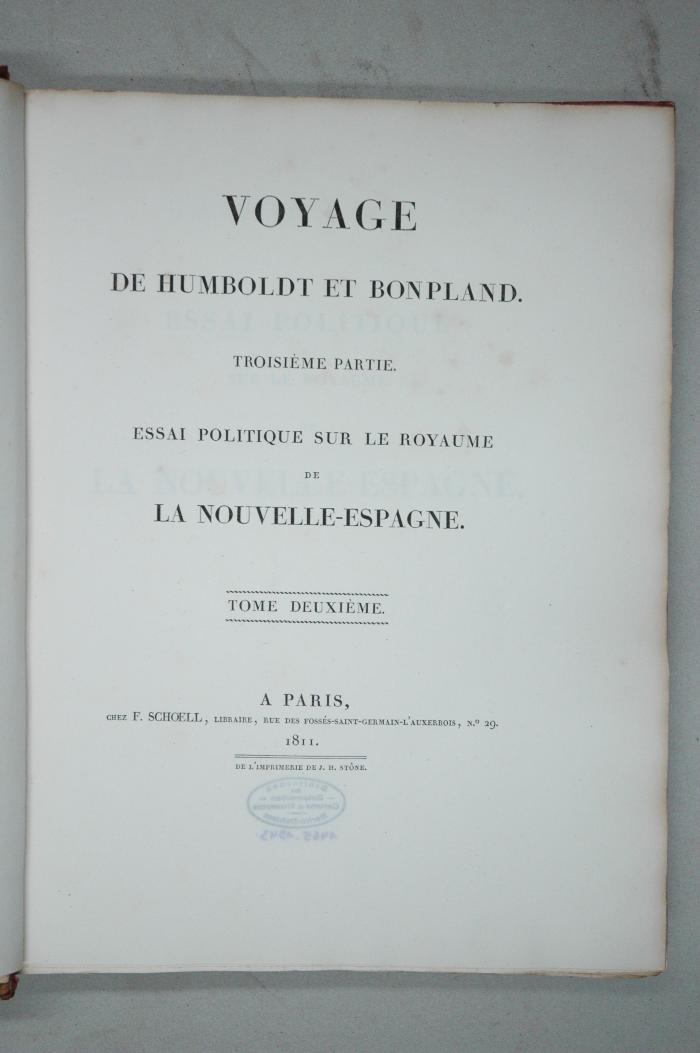 VOYAGE
DE HUMBOLDT ET BONPLAND.
TROISIÈME PARTIE.
ESSAI POLITIQUE SUR LE ROYAUME
DE
LA NOUVELLE-ESPAGNE.
TOME DEUXIÈME.
A PARIS,
CHEZ F. SCHOELL, LIBRAIRE, RUE DES FOSSÉS-SAINT-GERMAIN-L'AUXERROIS, N.º 29.
1811.
DE L'IMPRIMERIE DE J. H. STÔNE.